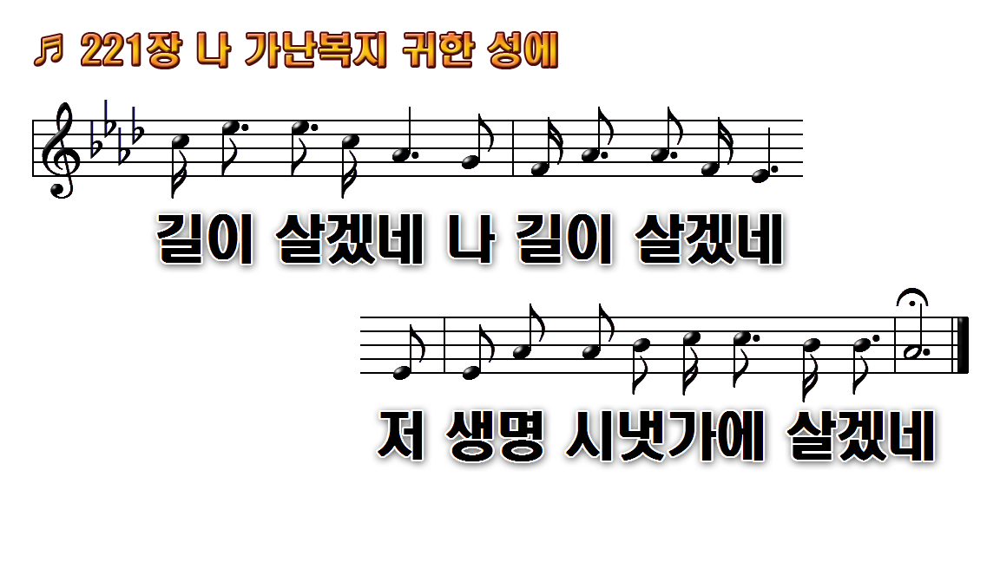 221장 나 가난복지 귀한 성에
길이 살겠네 나 길이 살겠네
저 생명 시냇가에 살겠네